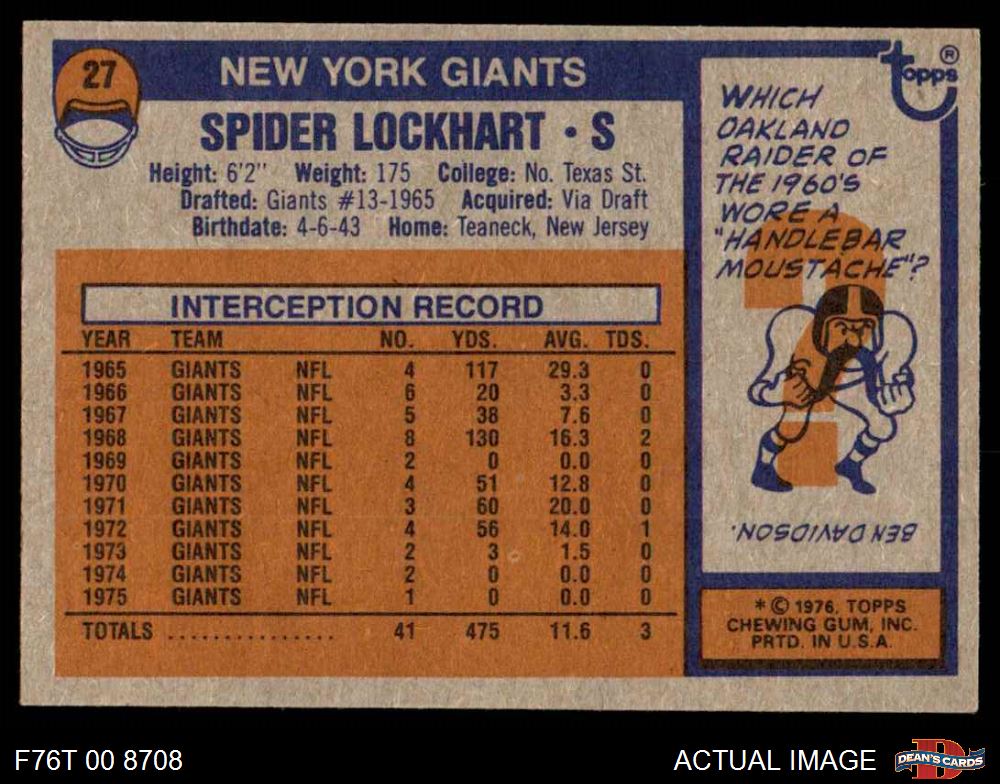 27
NEW YORK GIANTS
SPIDER LOCKHART • S
Height: 6'2" Weight: 175 College: No. Texas St.
Drafted: Giants #13-1965 Acquired: Via Draft
Birthdate: 4-6-43 Home: Teaneck, New Jersey
INTERCEPTION RECORD
YEAR TEAM NO. YDS. AVG. TDS.
1965 GIANTS NFL 4 117 29.3 0
1966 GIANTS NFL 6 20 3.3 0
1967 GIANTS NFL 5 38 7.6 0
1968 GIANTS NFL 8 130 16.3 2
1969 GIANTS NFL 2 0 0.0 0
1970 GIANTS NFL 4 51 12.8 0
1971 GIANTS NFL 3 60 20.0 0
1972 GIANTS NFL 4 56 14.0 1
1973 GIANTS NFL 2 3 1.5 0
1974 GIANTS NFL 2 0 0.0 0
1975 GIANTS NFL 1 0 0.0 0
TOTALS ............... 41 475 11.6 3
topps®
WHICH
OAKLAND
RAIDER OF
THE 1960'S
WORE A
"HANDLEBAR
MOUSTACHE"?
?
BEN DAVIDSON.
*© 1976, TOPPS
CHEWING GUM, INC.
PRTD. IN U.S.A.
F76T 00 8708
ACTUAL IMAGE
D
DEAN'S CARDS